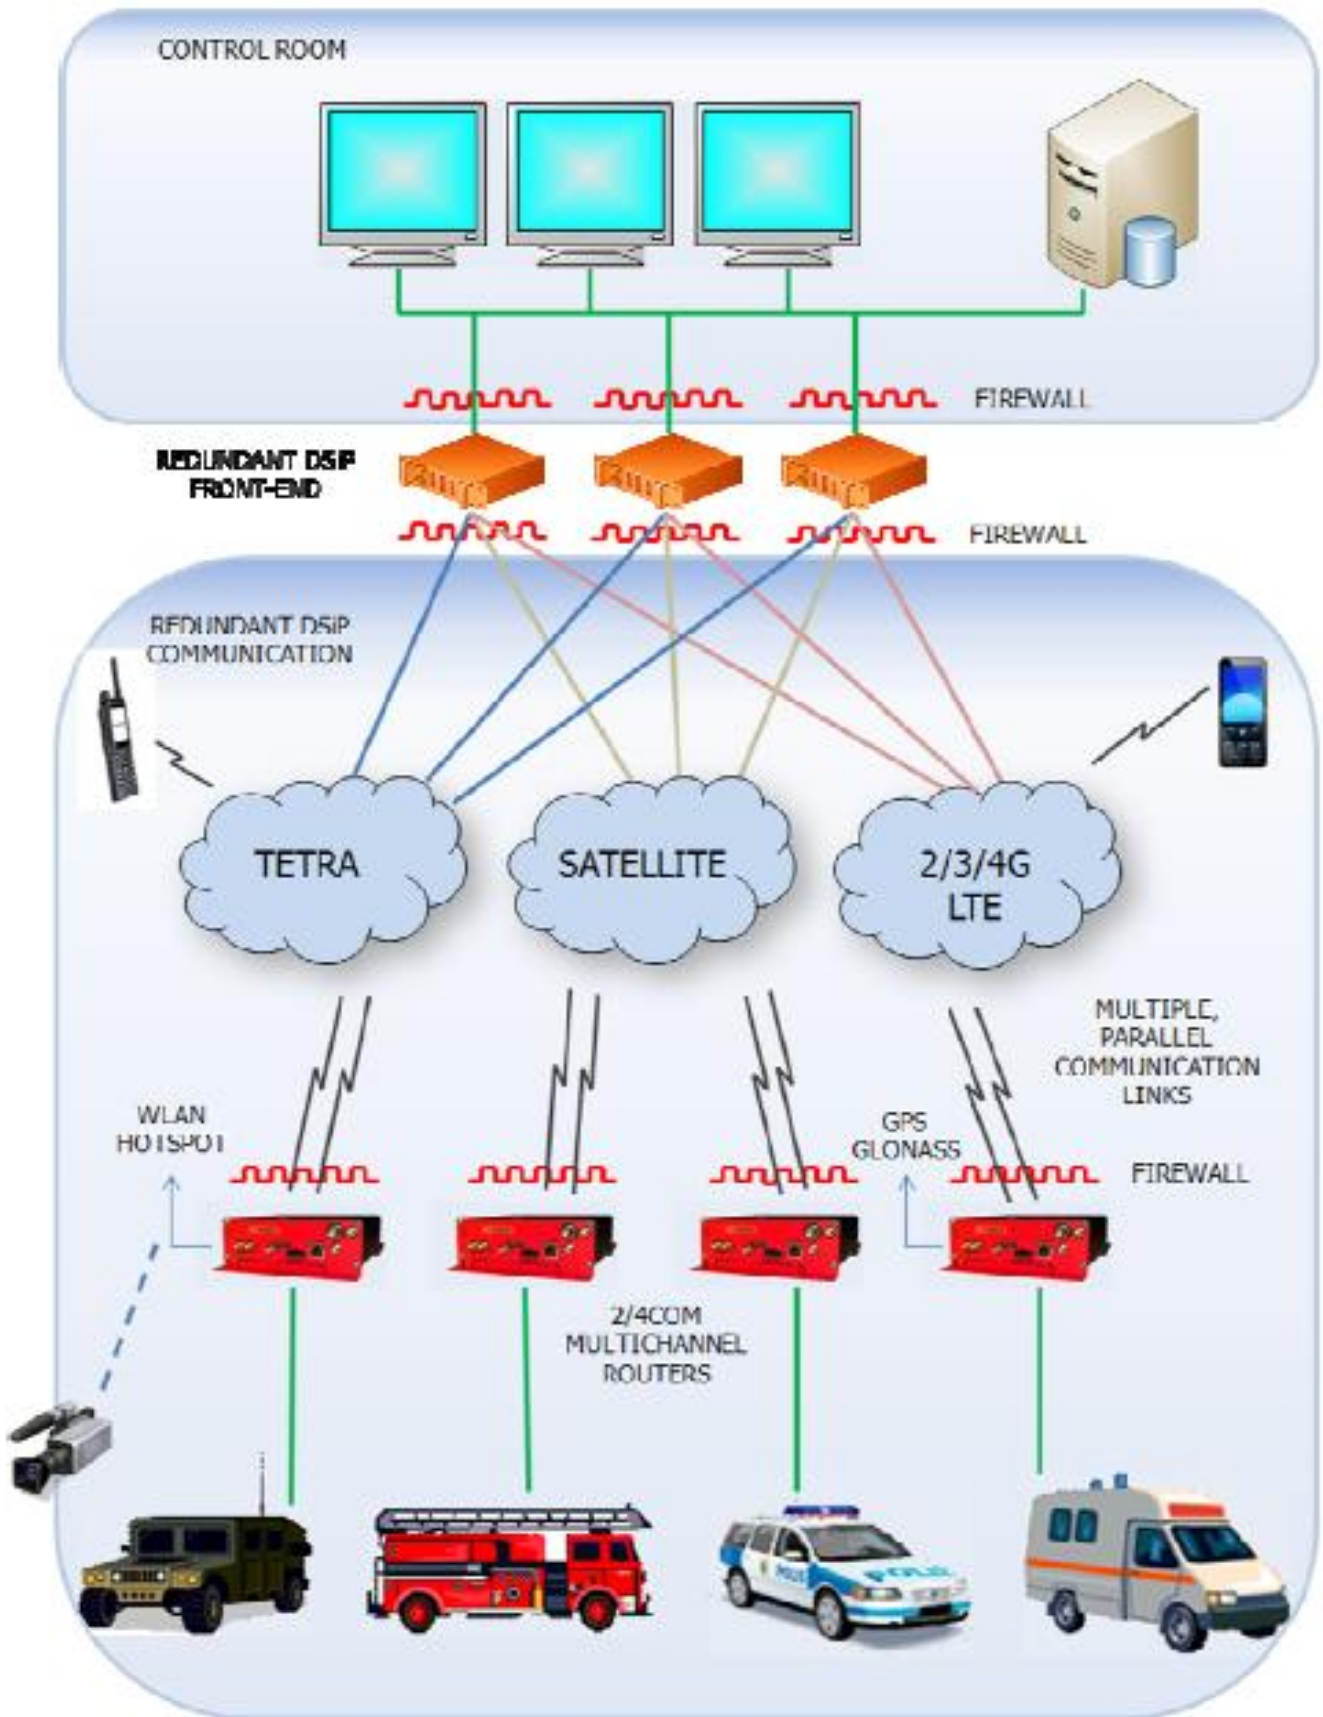 CONTROL ROOM
FIREWALL
REDUNDANT DSiP
FRONT-END
FIREWALL
REDUNDANT DSiP
COMMUNICATION
TETRA
SATELLITE
2/3/4G
LTE
MULTIPLE,
PARALLEL
COMMUNICATION
LINKS
WLAN
HOTSPOT
GPS
GLONASS
FIREWALL
2/4COM
MULTICHANNEL
ROUTERS
POLIS